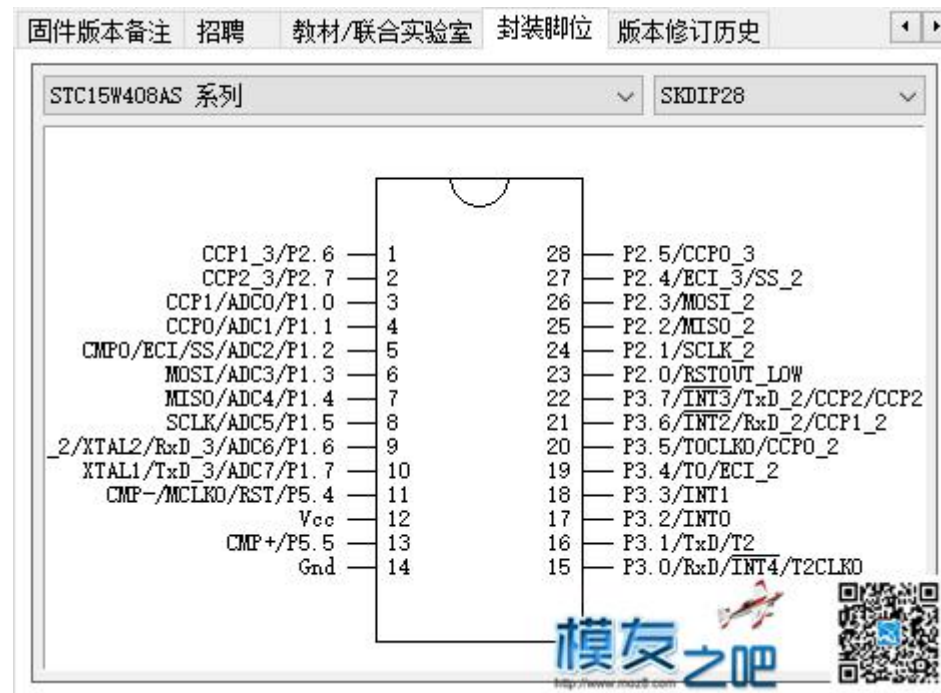 固件版本备注 招聘 教材/联合实验室 封装脚位 版本修订历史
STC15W408AS 系列 SKDIP28
CCP1_3/P2.6 1 28 P2.5/CCP0_3
CCP2_3/P2.7 2 27 P2.4/ECI_3/SS_2
CCP1/ADC0/P1.0 3 26 P2.3/MOSI_2
CCP0/ADC1/P1.1 4 25 P2.2/MISO_2
CMPO/ECI/SS/ADC2/P1.2 5 24 P2.1/SCLK_2
MOSI/ADC3/P1.3 6 23 P2.0/RSTOUT_LOW
MISO/ADC4/P1.4 7 22 P3.7/INT3/TxD_2/CCP2/CCP2
SCLK/ADC5/P1.5 8 21 P3.6/INT2/RxD_2/CCP1_2
_2/XTAL2/RxD_3/ADC6/P1.6 9 20 P3.5/T0CLKO/CCP0_2
XTAL1/TxD_3/ADC7/P1.7 10 19 P3.4/T0/ECI_2
CMP-/MCLKO/RST/P5.4 11 18 P3.3/INT1
Vcc 12 17 P3.2/INT0
CMP+/P5.5 13 16 P3.1/TxD/T2
Gnd 14 15 P3.0/RxD/INT4/T2CLKO
模友之吧
http://www.moz8.com